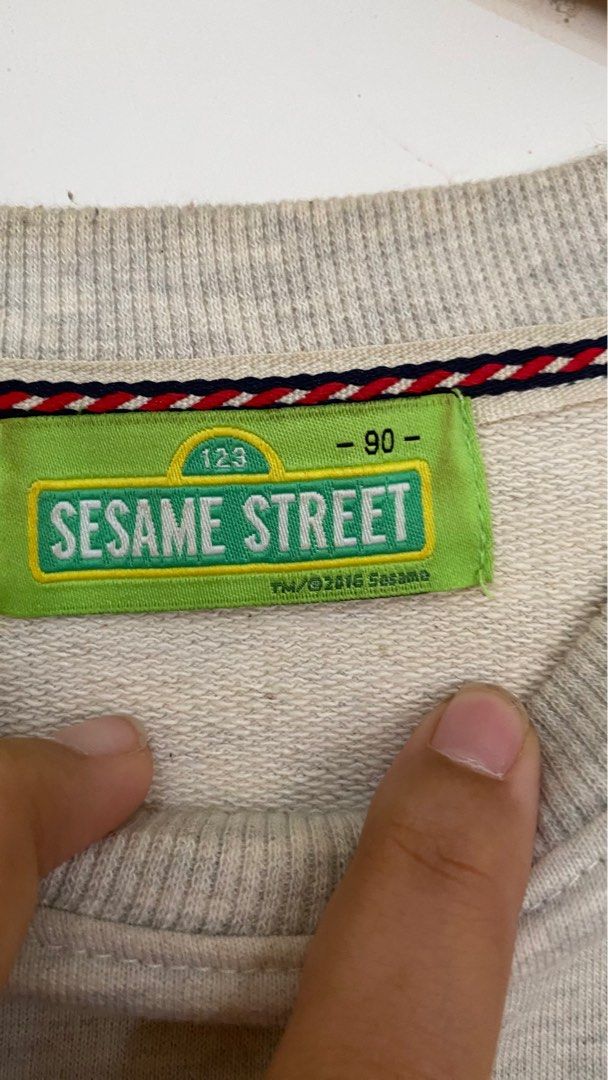 - 90 -
123
SESAME STREET
TM/©2016 Sesame